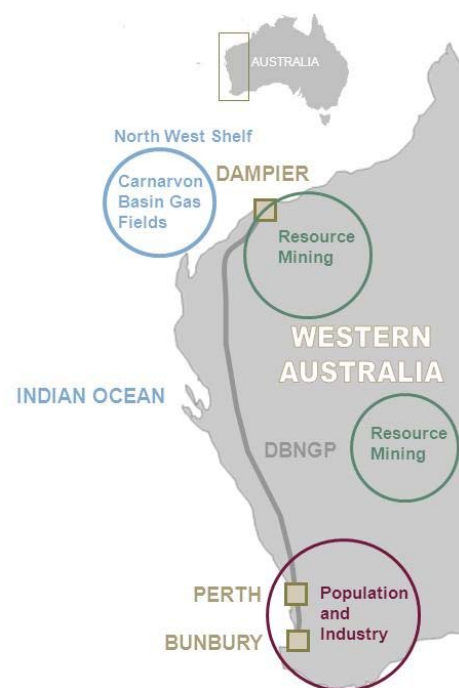 AUSTRALIA
North West Shelf
DAMPIER
Carnarvon
Basin Gas
Fields
Resource
Mining
WESTERN
AUSTRALIA
INDIAN OCEAN
DBNGP
Resource
Mining
PERTH
BUNBURY
Population
and
Industry